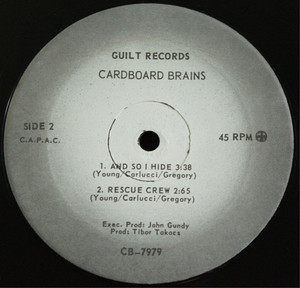 GUILT RECORDS
CARDBOARD BRAINS
SIDE 2
C.A.P.A.C.
45 RPM
1. AND SO I HIDE 3:38
(Young/Carlucci/Gregory)
2. RESCUE CREW 2:65
(Young/Carlucci/Gregory)
Exec. Prod: John Gundy
Prod: Tibor Takacs
CB-7979